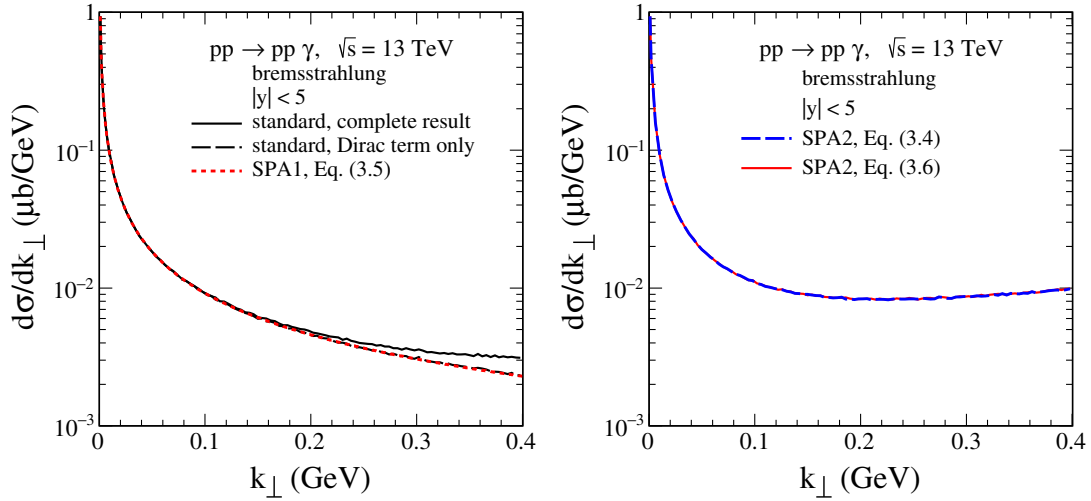 pp → pp γ, √s = 13 TeV
bremsstrahlung
|y| < 5
standard, complete result
standard, Dirac term only
SPA1, Eq. (3.5)
dσ/dk⊥ (μb/GeV)
1
10⁻¹
10⁻²
10⁻³
0
0.1
0.2
0.3
0.4
k⊥ (GeV)
pp → pp γ, √s = 13 TeV
bremsstrahlung
|y| < 5
SPA2, Eq. (3.4)
SPA2, Eq. (3.6)
dσ/dk⊥ (μb/GeV)
1
10⁻¹
10⁻²
10⁻³
0
0.1
0.2
0.3
0.4
k⊥ (GeV)